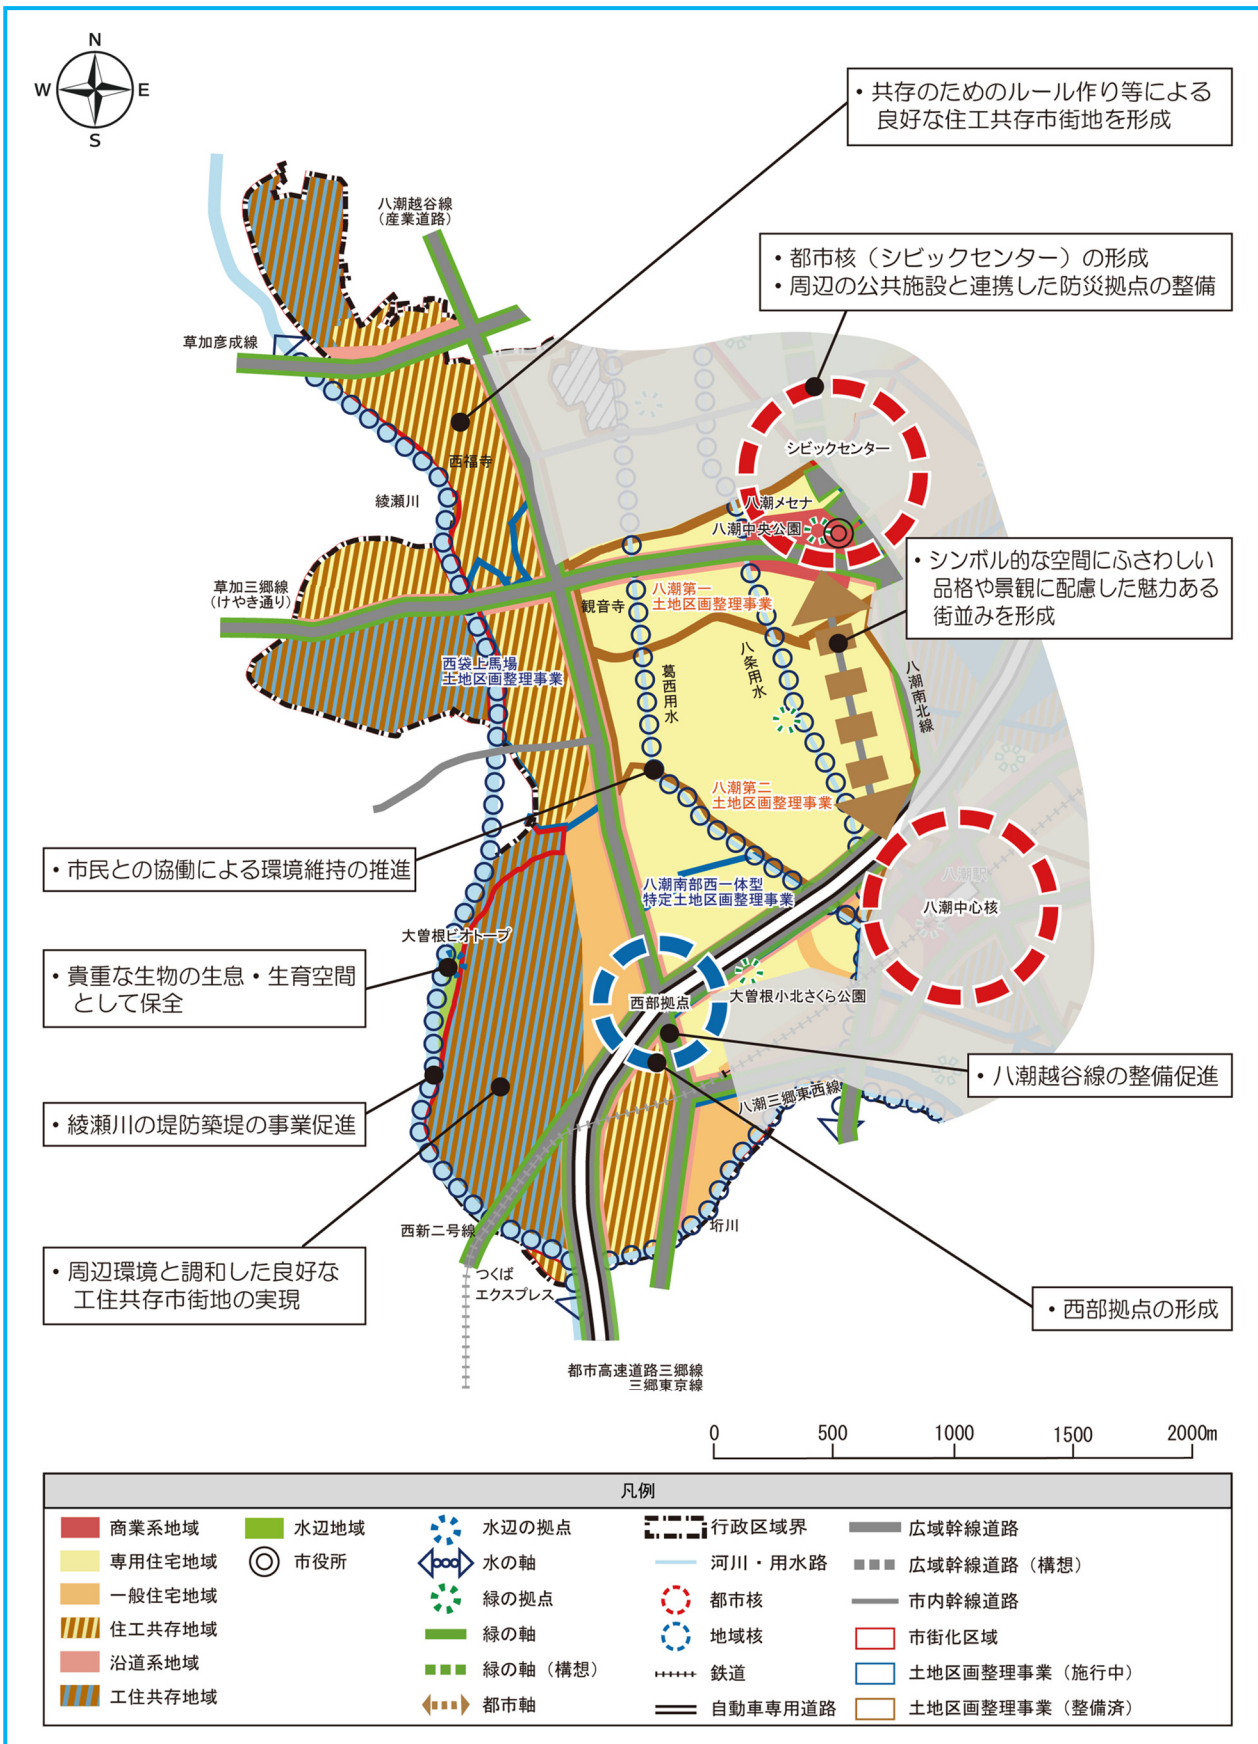 N
W
E
S
・共存のためのルール作り等による
良好な住工共存市街地を形成
八潮越谷線
(産業道路)
・都市核（シビックセンター）の形成
・周辺の公共施設と連携した防災拠点の整備
草加彦成線
シビックセンター
西福寺
綾瀬川
八潮メセナ
八潮中央公園
・シンボル的な空間にふさわしい
品格や景観に配慮した魅力ある
街並みを形成
草加三郷線
(けやき通り)
八潮第一
土地区画整理事業
観音寺
西袋上馬場
土地区画整理事業
葛西用水
八条用水
八潮南北線
八潮第二
土地区画整理事業
・市民との協働による環境維持の推進
八潮南部西一体型
特定土地区画整理事業
八潮駅
八潮中心核
大曽根ビオトープ
・貴重な生物の生息・生育空間
として保全
西部拠点
大曽根小北さくら公園
・八潮越谷線の整備促進
八潮三郷東西線
・綾瀬川の堤防築堤の事業促進
西新二号線
垳川
・周辺環境と調和した良好な
工住共存市街地の実現
つくば
エクスプレス
・西部拠点の形成
都市高速道路三郷線
三郷東京線
0 500 1000 1500 2000m
凡例
商業系地域
専用住宅地域
一般住宅地域
住工共存地域
沿道系地域
工住共存地域
水辺地域
市役所
水辺の拠点
水の軸
緑の拠点
緑の軸
緑の軸（構想）
都市軸
行政区域界
河川・用水路
都市核
地域核
鉄道
自動車専用道路
広域幹線道路
広域幹線道路（構想）
市内幹線道路
市街化区域
土地区画整理事業（施行中）
土地区画整理事業（整備済）